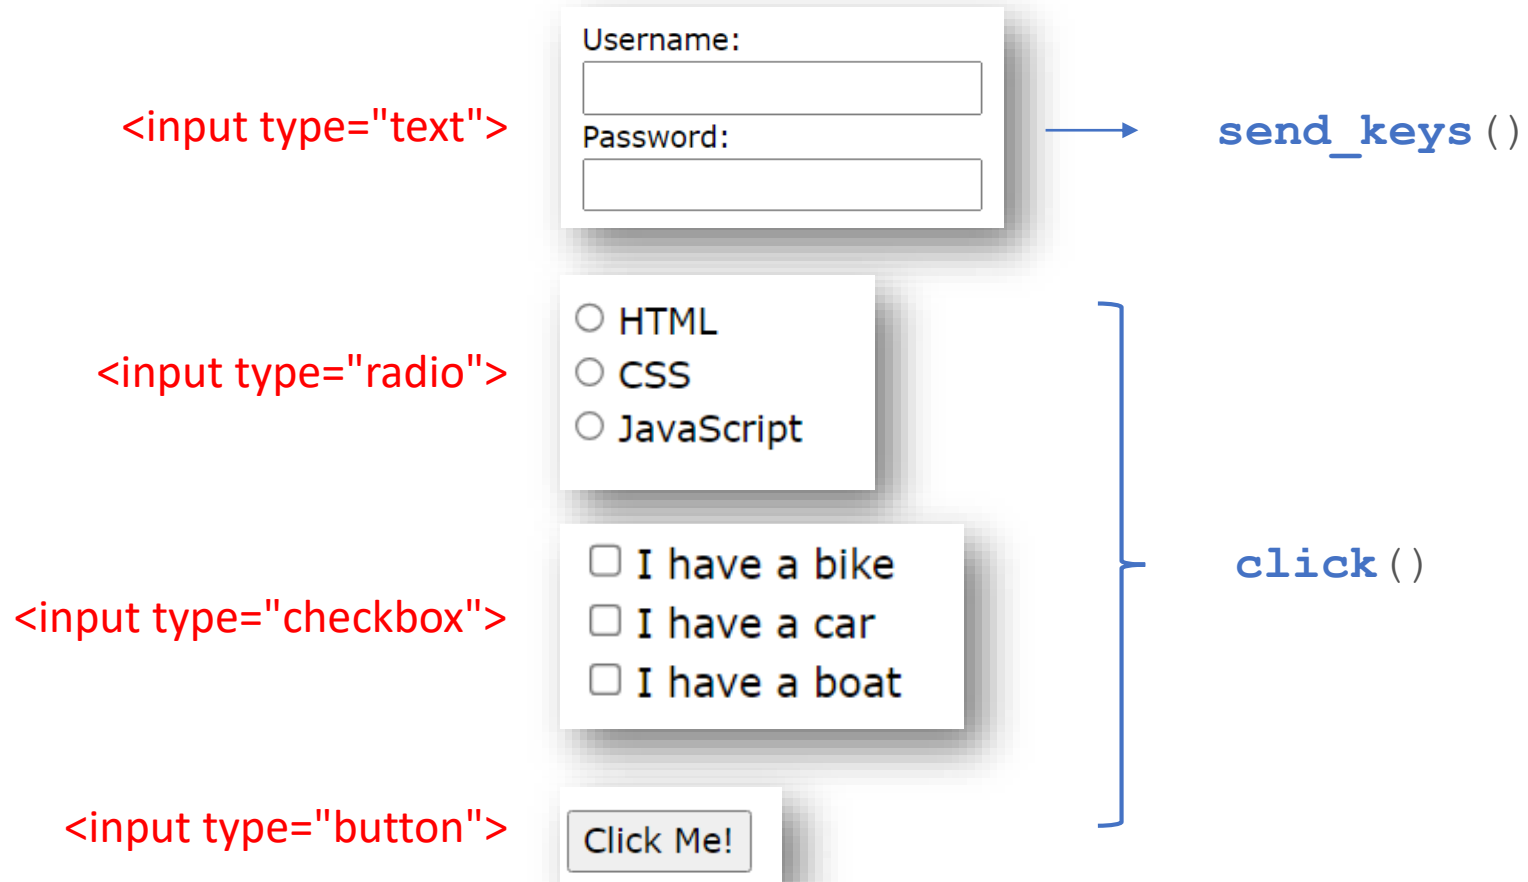 Username:
<input type="text">
Password:
send_keys()
HTML
<input type="radio">
CSS
JavaScript
I have a bike
click()
<input type="checkbox">
I have a car
I have a boat
<input type="button">
Click Me!